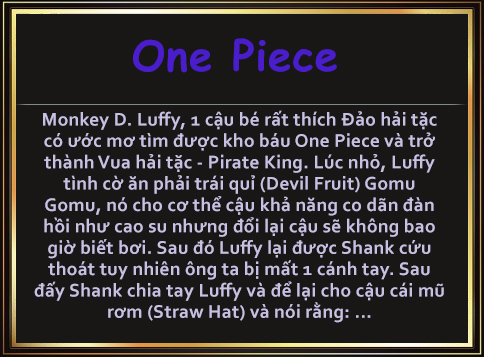 One Piece
Monkey D. Luffy, 1 cậu bé rất thích Đảo hải tặc
có ước mơ tìm được kho báu One Piece và trở
thành Vua hải tặc - Pirate King. Lúc nhỏ, Luffy
tình cờ ăn phải trái quỉ (Devil Fruit) Gomu
Gomu, nó cho cơ thể cậu khả năng co dãn đàn
hồi như cao su nhưng đổi lại cậu sẽ không bao
giờ biết bơi. Sau đó Luffy lại được Shank cứu
thoát tuy nhiên ông ta bị mất 1 cánh tay. Sau
đấy Shank chia tay Luffy và để lại cho cậu cái mũ
rơm (Straw Hat) và nói rằng: ...